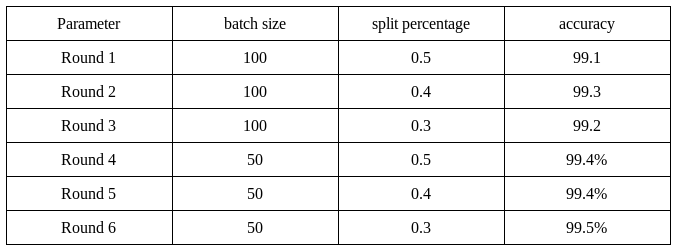 Parameter batch size split percentage accuracy
Round 1 100 0.5 99.1
Round 2 100 0.4 99.3
Round 3 100 0.3 99.2
Round 4 50 0.5 99.4%
Round 5 50 0.4 99.4%
Round 6 50 0.3 99.5%